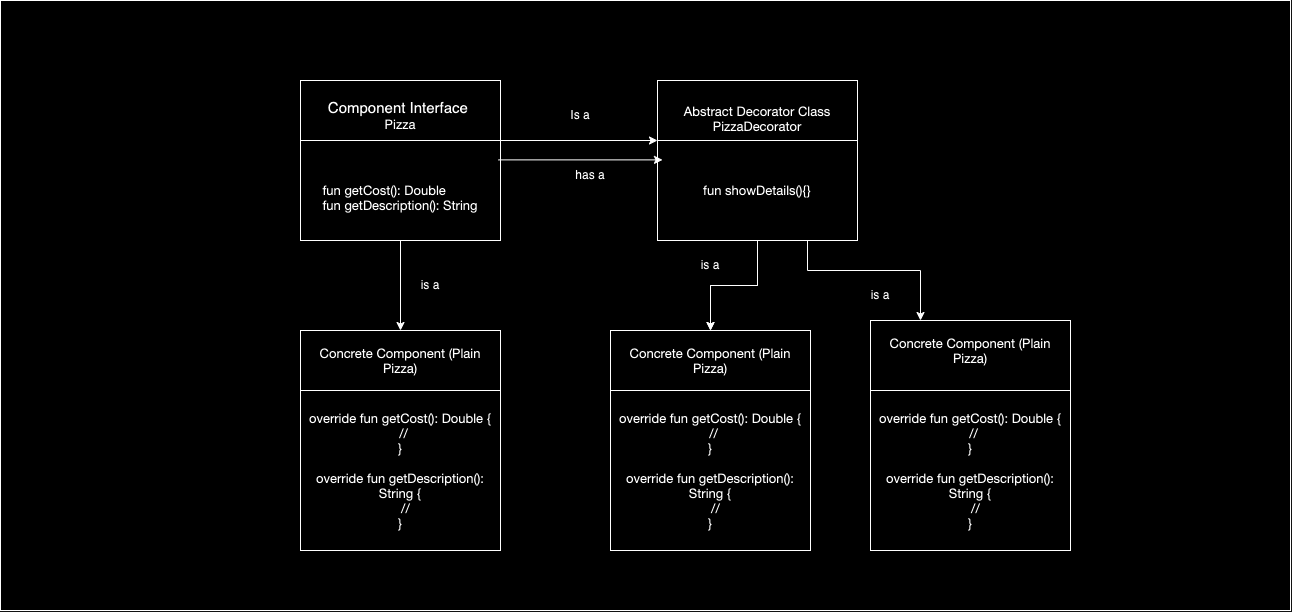 Component Interface
Pizza
fun getCost(): Double
fun getDescription(): String
Is a
has a
Abstract Decorator Class
PizzaDecorator
fun showDetails(){}
is a
is a
is a
Concrete Component (Plain
Pizza)
override fun getCost(): Double {
//
}
override fun getDescription():
String {
//
}
Concrete Component (Plain
Pizza)
override fun getCost(): Double {
//
}
override fun getDescription():
String {
//
}
Concrete Component (Plain
Pizza)
override fun getCost(): Double {
//
}
override fun getDescription():
String {
//
}